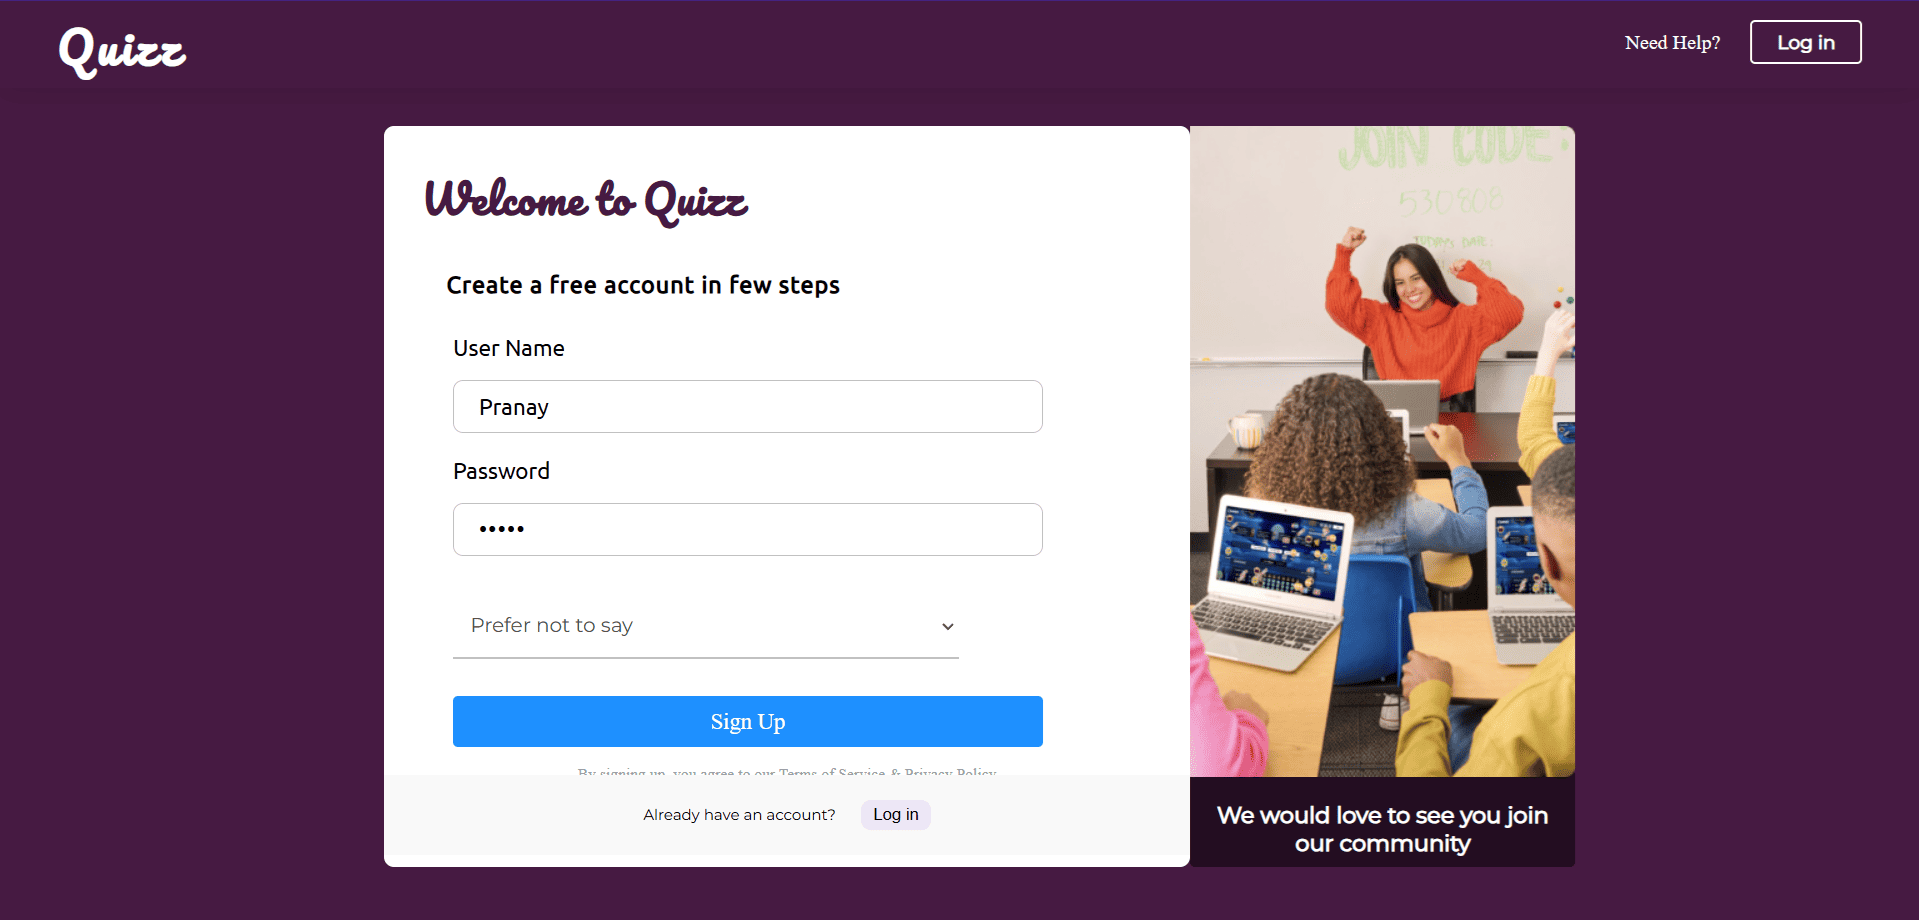 Quizz
Need Help?
Log in
Welcome to Quizz
Create a free account in few steps
User Name
Pranay
Password
•••••
Prefer not to say
Sign Up
By signing up, you agree to our Terms of Service & Privacy Policy
Already have an account?
Log in
JOIN CODE:
530808
TODAYS DATE:
We would love to see you join
our community